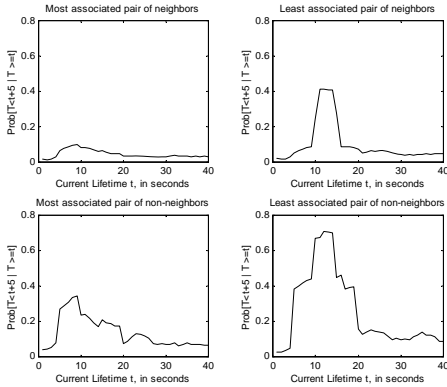 Most associated pair of neighbors
0.8
0.6
0.4
0.2
0
Prob[T<t+5 | T >=t]
0 10 20 30 40
Current Lifetime t, in seconds
Least associated pair of neighbors
0.8
0.6
0.4
0.2
0
Prob[T<t+5 | T >=t]
0 10 20 30 40
Current Lifetime t, in seconds
Most associated pair of non-neighbors
0.8
0.6
0.4
0.2
0
Prob[T<t+5 | T >=t]
0 10 20 30 40
Current Lifetime t, in seconds
Least associated pair of non-neighbors
0.8
0.6
0.4
0.2
0
Prob[T<t+5 | T >=t]
0 10 20 30 40
Current Lifetime t, in seconds